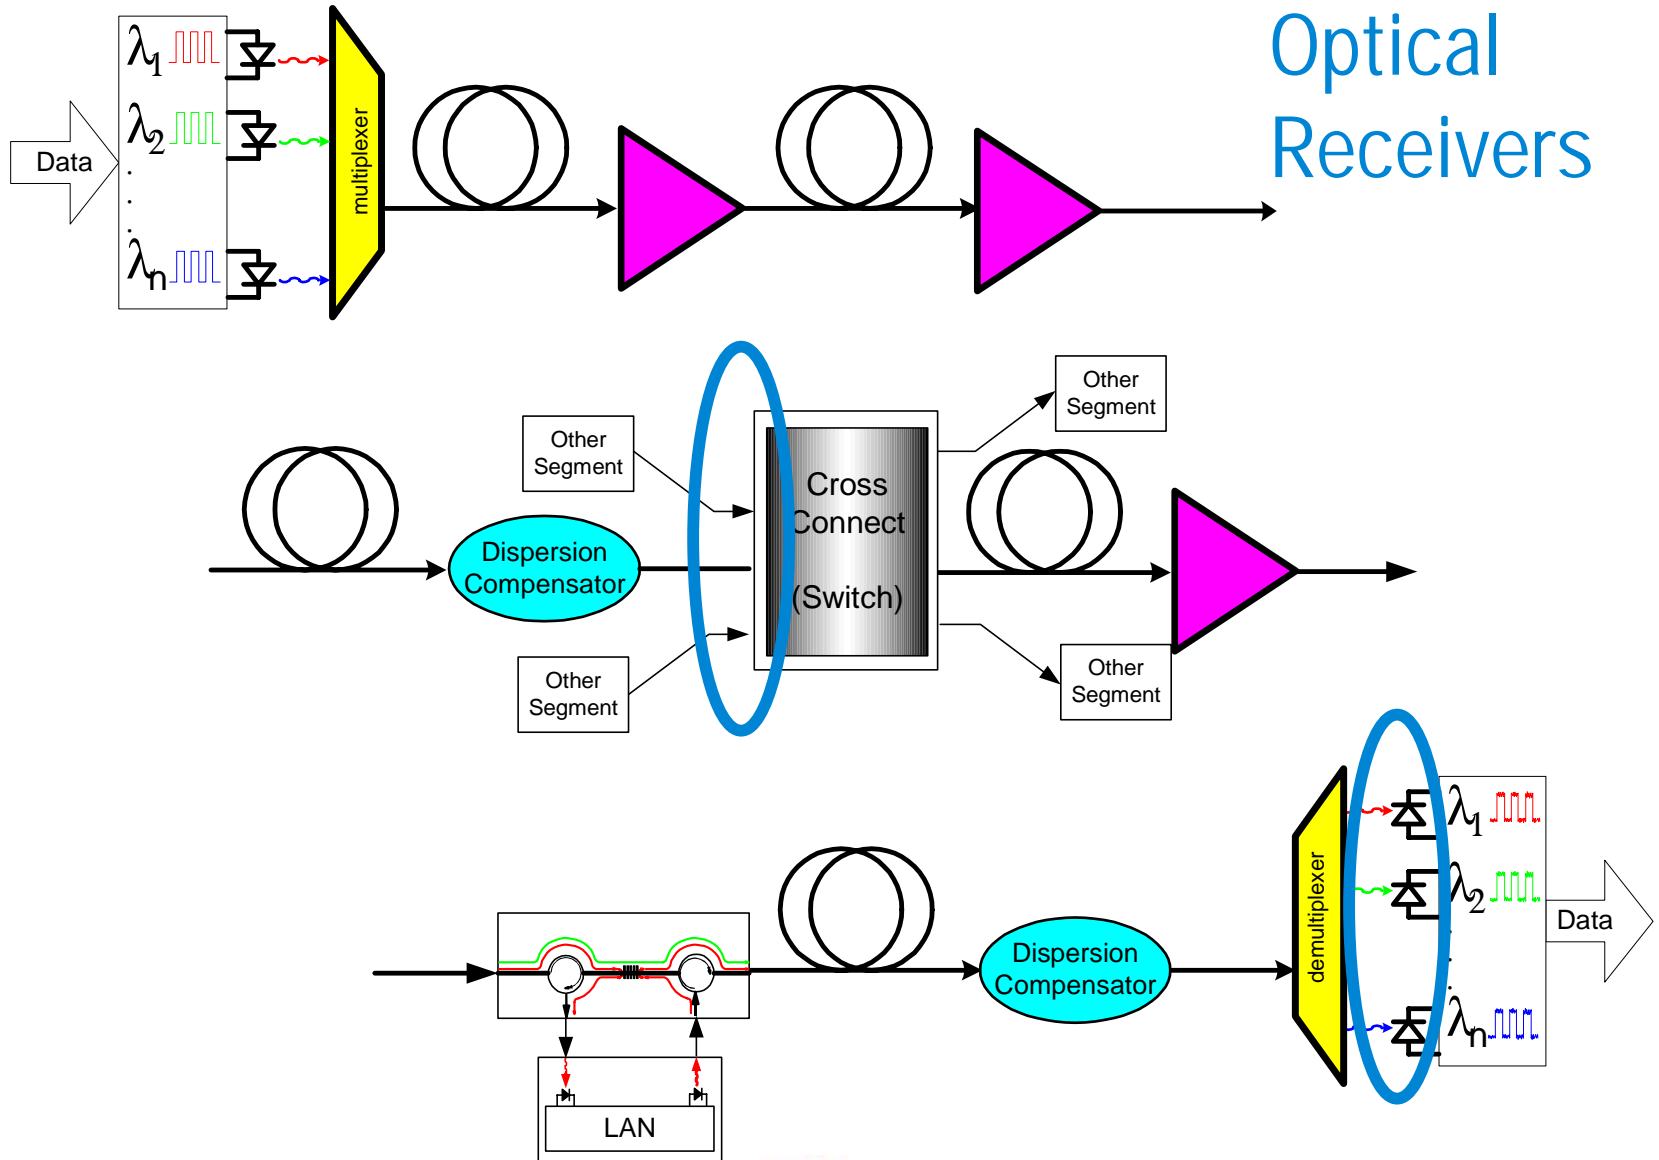 Optical
Receivers
λ1
λ2
.
.
.
λn
Data
multiplexer
Other
Segment
Other
Segment
Cross
Connect
(Switch)
Dispersion
Compensator
Other
Segment
Other
Segment
demultiplexer
λ1
λ2
.
.
.
λn
Data
Dispersion
Compensator
LAN